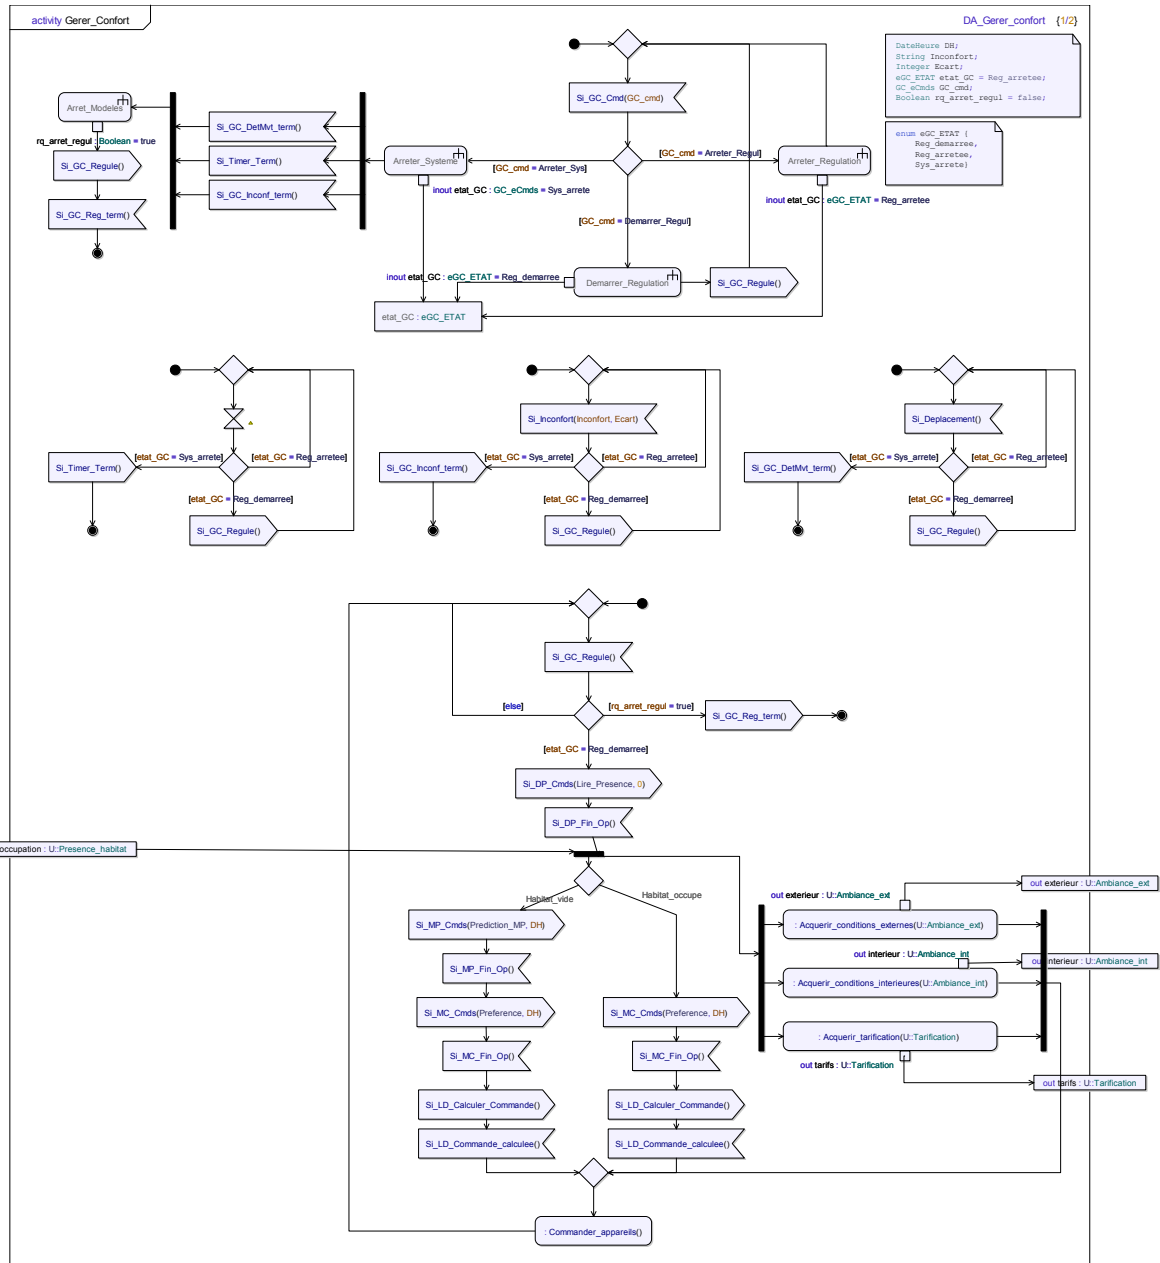 activity Gerer_Confort
DA_Gerer_confort {1/2}
DateHeure DH;
String Inconfort;
Integer Ecart;
eGC_ETAT etat_GC = Reg_arretee;
GC_eCmds GC_cmd;
Boolean rq_arret_regul = false;
enum eGC_ETAT {
Reg_demarree,
Reg_arretee,
Sys_arrete}
Si_GC_Cmd(GC_cmd)
Arret_Modeles
rq_arret_regul : Boolean = true
Si_GC_Regule()
Si_GC_Reg_term()
Si_GC_DetMvt_term()
Si_Timer_Term()
Si_GC_Inconf_term()
Arreter_Systeme
[GC_cmd = Arreter_Sys]
[GC_cmd = Arreter_Regul]
Arreter_Regulation
inout etat_GC : GC_eCmds = Sys_arrete
inout etat_GC : eGC_ETAT = Reg_arretee
[GC_cmd = Demarrer_Regul]
inout etat_GC : eGC_ETAT = Reg_demarree
Demarrer_Regulation
Si_GC_Regule()
etat_GC : eGC_ETAT
[etat_GC = Sys_arrete]
[etat_GC = Reg_arretee]
Si_Timer_Term()
[etat_GC = Reg_demarree]
Si_GC_Regule()
Si_Inconfort(Inconfort, Ecart)
[etat_GC = Sys_arrete]
[etat_GC = Reg_arretee]
Si_GC_Inconf_term()
[etat_GC = Reg_demarree]
Si_GC_Regule()
Si_Deplacement()
[etat_GC = Sys_arrete]
[etat_GC = Reg_arretee]
Si_GC_DetMvt_term()
[etat_GC = Reg_demarree]
Si_GC_Regule()
Si_GC_Regule()
[else]
[rq_arret_regul = true]
Si_GC_Reg_term()
[etat_GC = Reg_demarree]
Si_DP_Cmds(Lire_Presence, 0)
Si_DP_Fin_Op()
occupation : U::Presence_habitat
Habitat_vide
Habitat_occupe
Si_MP_Cmds(Prediction_MP, DH)
Si_MP_Fin_Op()
Si_MC_Cmds(Preference, DH)
Si_MC_Fin_Op()
Si_LD_Calculer_Commande()
Si_LD_Commande_calculee()
Si_MC_Cmds(Preference, DH)
Si_MC_Fin_Op()
Si_LD_Calculer_Commande()
Si_LD_Commande_calculee()
out exterieur : U::Ambiance_ext
out exterieur : U::Ambiance_ext
: Acquerir_conditions_externes(U::Ambiance_ext)
out interieur : U::Ambiance_int
out interieur : U::Ambiance_int
: Acquerir_conditions_interieures(U::Ambiance_int)
: Acquerir_tarification(U::Tarification)
out tarifs : U::Tarification
out tarifs : U::Tarification
: Commander_appareils()